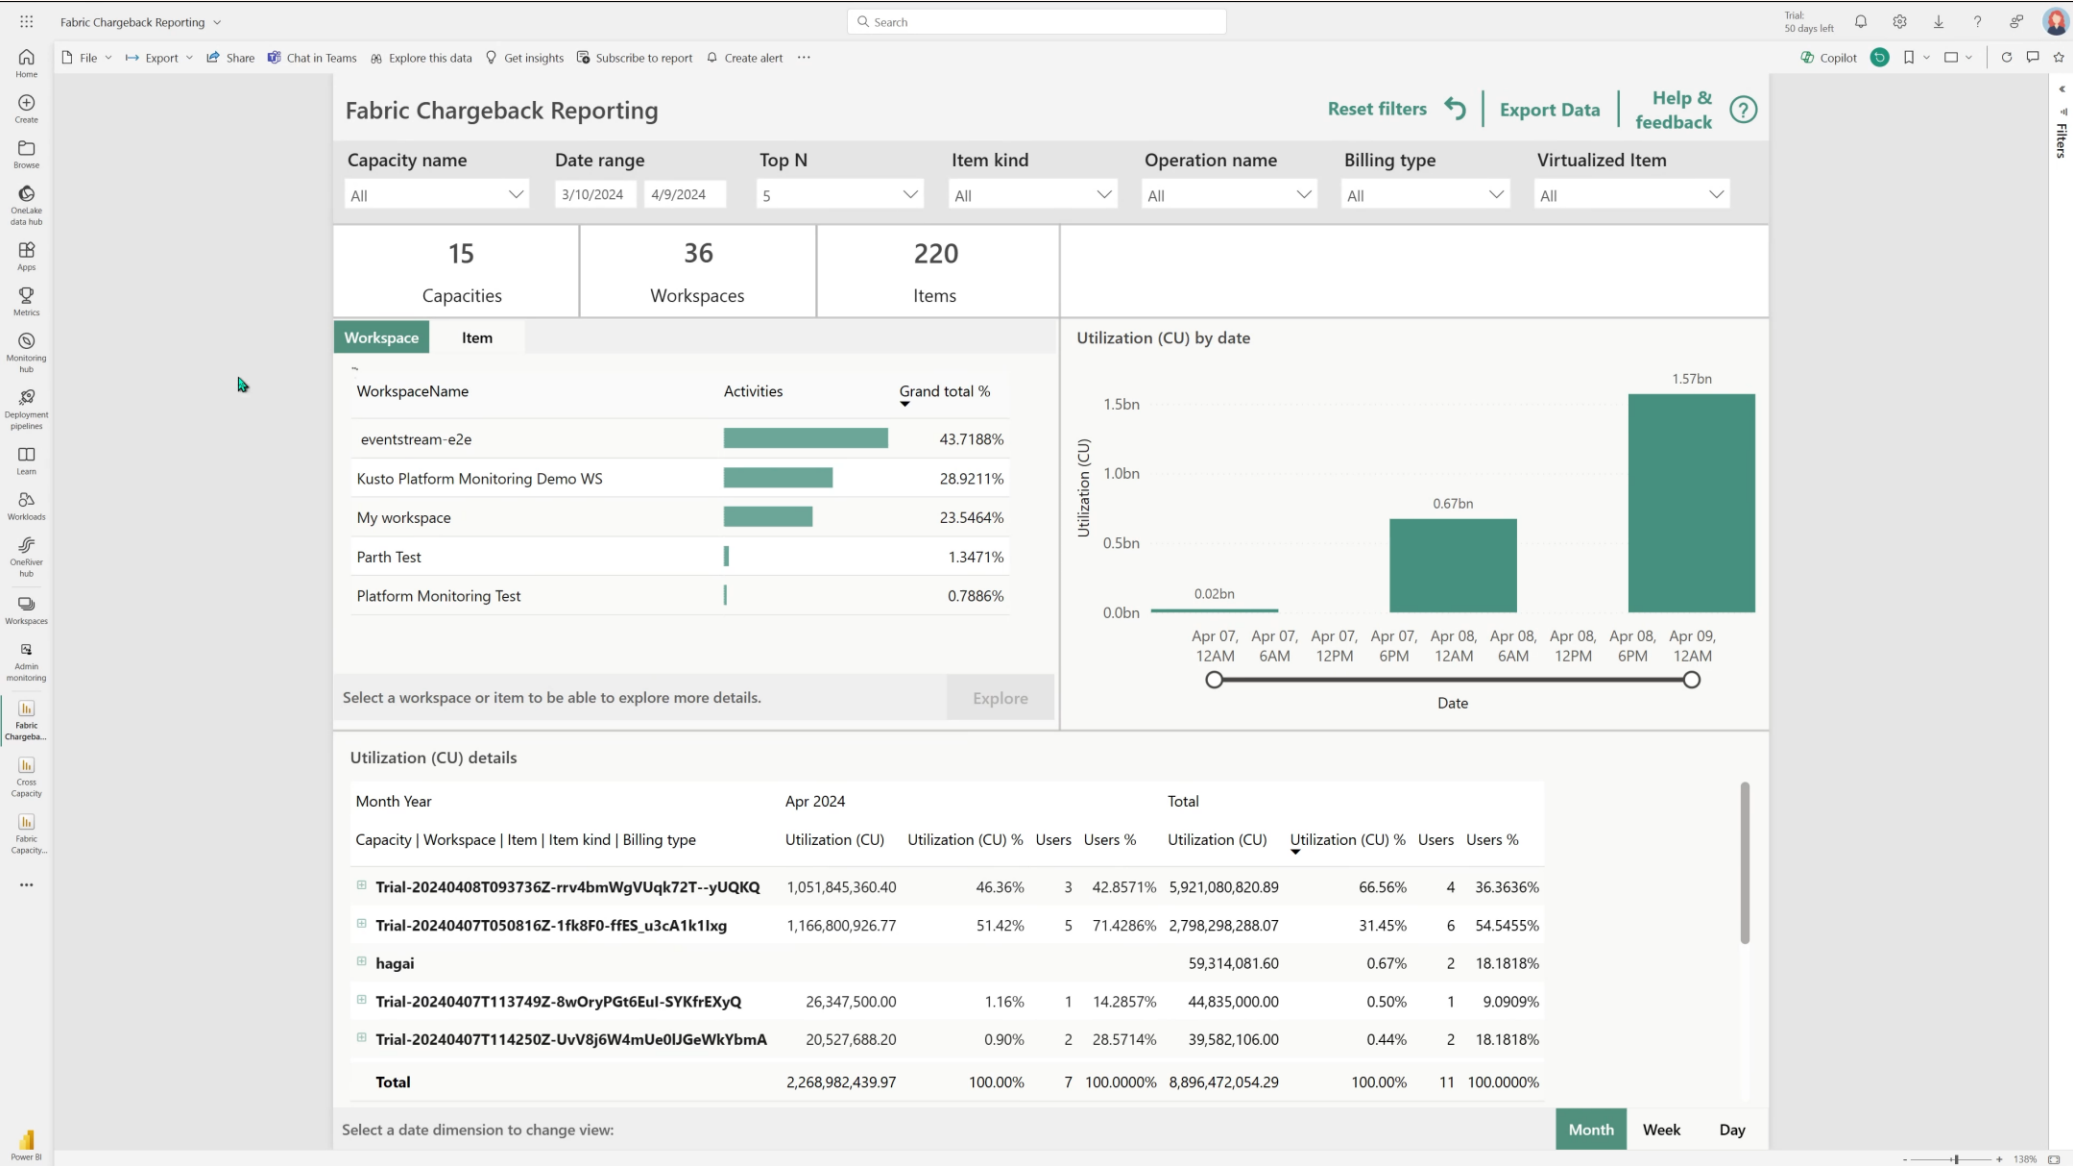 Fabric Chargeback Reporting
Search
Trial:
50 days left
File
Export
Share
Chat in Teams
Explore this data
Get insights
Subscribe to report
Create alert
Copilot
Home
Create
Browse
OneLake
data hub
Apps
Metrics
Monitoring
hub
Deployment
pipelines
Learn
Workloads
OneRiver
hub
Workspaces
Admin
monitoring
Fabric
Chargeba...
Cross
Capacity
Fabric
Capacity...
Power BI
Fabric Chargeback Reporting
Reset filters
Export Data
Help &
feedback
Filters
Capacity name Date range Top N Item kind Operation name Billing type Virtualized Item
All 3/10/2024 4/9/2024 5 All All All All
15 36 220
Capacities Workspaces Items
Workspace Item
WorkspaceName Activities Grand total %
eventstream-e2e 43.7188%
Kusto Platform Monitoring Demo WS 28.9211%
My workspace 23.5464%
Parth Test 1.3471%
Platform Monitoring Test 0.7886%
Select a workspace or item to be able to explore more details. Explore
Utilization (CU) by date
Utilization (CU)
1.5bn
1.0bn
0.5bn
0.0bn
0.02bn
0.67bn
1.57bn
Apr 07, Apr 07, Apr 07, Apr 07, Apr 08, Apr 08, Apr 08, Apr 08, Apr 09,
12AM 6AM 12PM 6PM 12AM 6AM 12PM 6PM 12AM
Date
Utilization (CU) details
Month Year Apr 2024 Total
Capacity | Workspace | Item | Item kind | Billing type Utilization (CU) Utilization (CU) % Users Users % Utilization (CU) Utilization (CU) % Users Users %
Trial-20240408T093736Z-rrv4bmWgVUqk72T--yUQKQ 1,051,845,360.40 46.36% 3 42.8571% 5,921,080,820.89 66.56% 4 36.3636%
Trial-20240407T050816Z-1fk8F0-ffES_u3cA1k1Ixg 1,166,800,926.77 51.42% 5 71.4286% 2,798,298,288.07 31.45% 6 54.5455%
hagai 59,314,081.60 0.67% 2 18.1818%
Trial-20240407T113749Z-8wOryPGt6EuI-SYKfrEXyQ 26,347,500.00 1.16% 1 14.2857% 44,835,000.00 0.50% 1 9.0909%
Trial-20240407T114250Z-UvV8j6W4mUe0lJGeWkYbmA 20,527,688.20 0.90% 2 28.5714% 39,582,106.00 0.44% 2 18.1818%
Total 2,268,982,439.97 100.00% 7 100.0000% 8,896,472,054.29 100.00% 11 100.0000%
Select a date dimension to change view: Month Week Day
138%